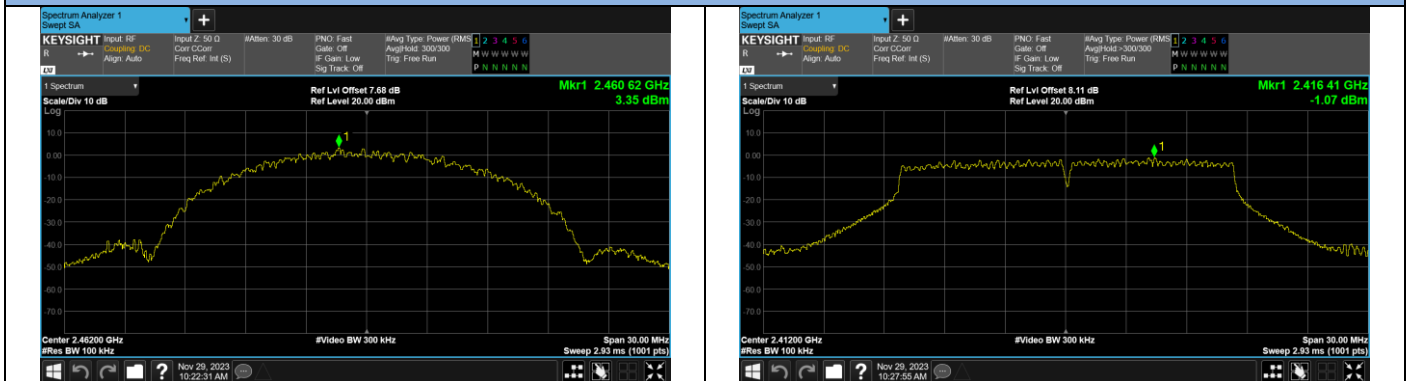 Spectrum Analyzer 1
Swept SA
+
KEYSIGHT
R
LXI
Input: RF
Coupling: DC
Align: Auto
Input Z: 50 Ω
Corr CCorr
Freq Ref: Int (S)
#Atten: 30 dB
PNO: Fast
Gate: Off
IF Gain: Low
Sig Track: Off
#Avg Type: Power (RMS
Avg|Hold: 300/300
Trig: Free Run
1 2 3 4 5 6
M W W W W W
P N N N N N
1 Spectrum
Scale/Div 10 dB
Ref Lvl Offset 7.68 dB
Ref Level 20.00 dBm
Mkr1 2.460 62 GHz
3.35 dBm
Log
10.0
0.00
-10.0
-20.0
-30.0
-40.0
-50.0
-60.0
-70.0
1
Center 2.46200 GHz
#Res BW 100 kHz
#Video BW 300 kHz
Span 30.00 MHz
Sweep 2.93 ms (1001 pts)
?
Nov 29, 2023
10:22:31 AM
Spectrum Analyzer 1
Swept SA
+
KEYSIGHT
R
LXI
Input: RF
Coupling: DC
Align: Auto
Input Z: 50 Ω
Corr CCorr
Freq Ref: Int (S)
#Atten: 30 dB
PNO: Fast
Gate: Off
IF Gain: Low
Sig Track: Off
#Avg Type: Power (RMS
Avg|Hold: >300/300
Trig: Free Run
1 2 3 4 5 6
M W W W W W
P N N N N N
1 Spectrum
Scale/Div 10 dB
Ref Lvl Offset 8.11 dB
Ref Level 20.00 dBm
Mkr1 2.416 41 GHz
-1.07 dBm
Log
10.0
0.00
-10.0
-20.0
-30.0
-40.0
-50.0
-60.0
-70.0
1
Center 2.41200 GHz
#Res BW 100 kHz
#Video BW 300 kHz
Span 30.00 MHz
Sweep 2.93 ms (1001 pts)
?
Nov 29, 2023
10:27:55 AM